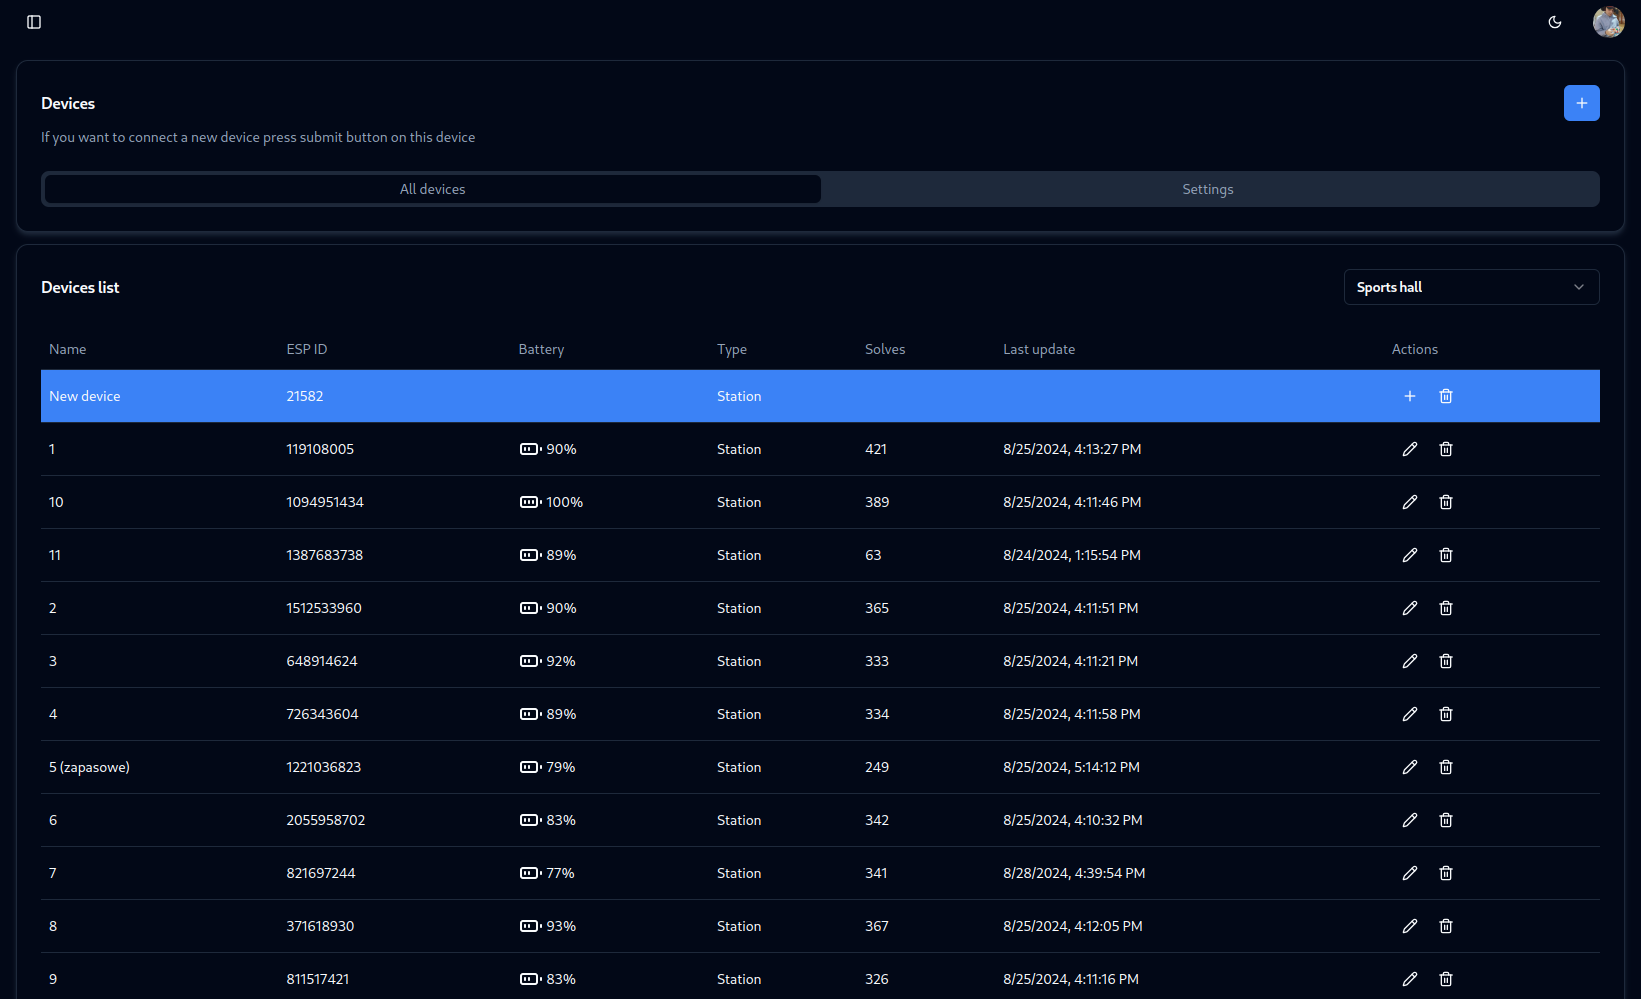 Devices
If you want to connect a new device press submit button on this device
All devices Settings
Devices list Sports hall
Name ESP ID Battery Type Solves Last update Actions
New device 21582 Station
1 119108005 90% Station 421 8/25/2024, 4:13:27 PM
10 1094951434 100% Station 389 8/25/2024, 4:11:46 PM
11 1387683738 89% Station 63 8/24/2024, 1:15:54 PM
2 1512533960 90% Station 365 8/25/2024, 4:11:51 PM
3 648914624 92% Station 333 8/25/2024, 4:11:21 PM
4 726343604 89% Station 334 8/25/2024, 4:11:58 PM
5 (zapasowe) 1221036823 79% Station 249 8/25/2024, 5:14:12 PM
6 2055958702 83% Station 342 8/25/2024, 4:10:32 PM
7 821697244 77% Station 341 8/28/2024, 4:39:54 PM
8 371618930 93% Station 367 8/25/2024, 4:12:05 PM
9 811517421 83% Station 326 8/25/2024, 4:11:16 PM